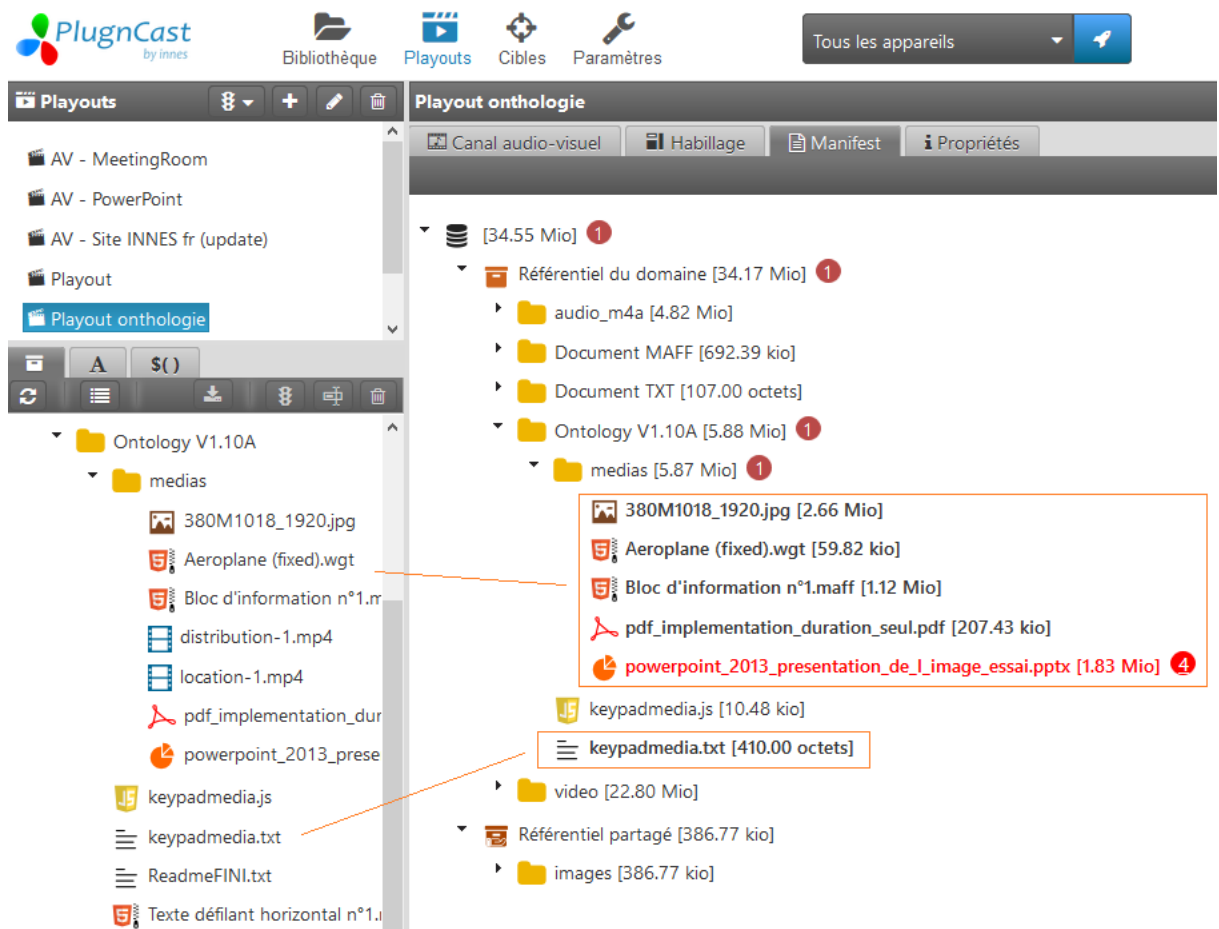 PlugnCast
by innes
Bibliothèque
Playouts
Cibles
Paramètres
Tous les appareils
Playouts
AV - MeetingRoom
AV - PowerPoint
AV - Site INNES fr (update)
Playout
Playout onthologie
A
$()
Ontology V1.10A
medias
380M1018_1920.jpg
Aeroplane (fixed).wgt
Bloc d'information n°1.m
distribution-1.mp4
location-1.mp4
pdf_implementation_dur
powerpoint_2013_prese
keypadmedia.js
keypadmedia.txt
ReadmeFINI.txt
Texte défilant horizontal n°1.
Playout onthologie
Canal audio-visuel
Habillage
Manifest
Propriétés
[34.55 Mio] 1
Référentiel du domaine [34.17 Mio] 1
audio_m4a [4.82 Mio]
Document MAFF [692.39 kio]
Document TXT [107.00 octets]
Ontology V1.10A [5.88 Mio] 1
medias [5.87 Mio] 1
380M1018_1920.jpg [2.66 Mio]
Aeroplane (fixed).wgt [59.82 kio]
Bloc d'information n°1.maff [1.12 Mio]
pdf_implementation_duration_seul.pdf [207.43 kio]
powerpoint_2013_presentation_de_l_image_essai.pptx [1.83 Mio] 4
keypadmedia.js [10.48 kio]
keypadmedia.txt [410.00 octets]
video [22.80 Mio]
Référentiel partagé [386.77 kio]
images [386.77 kio]